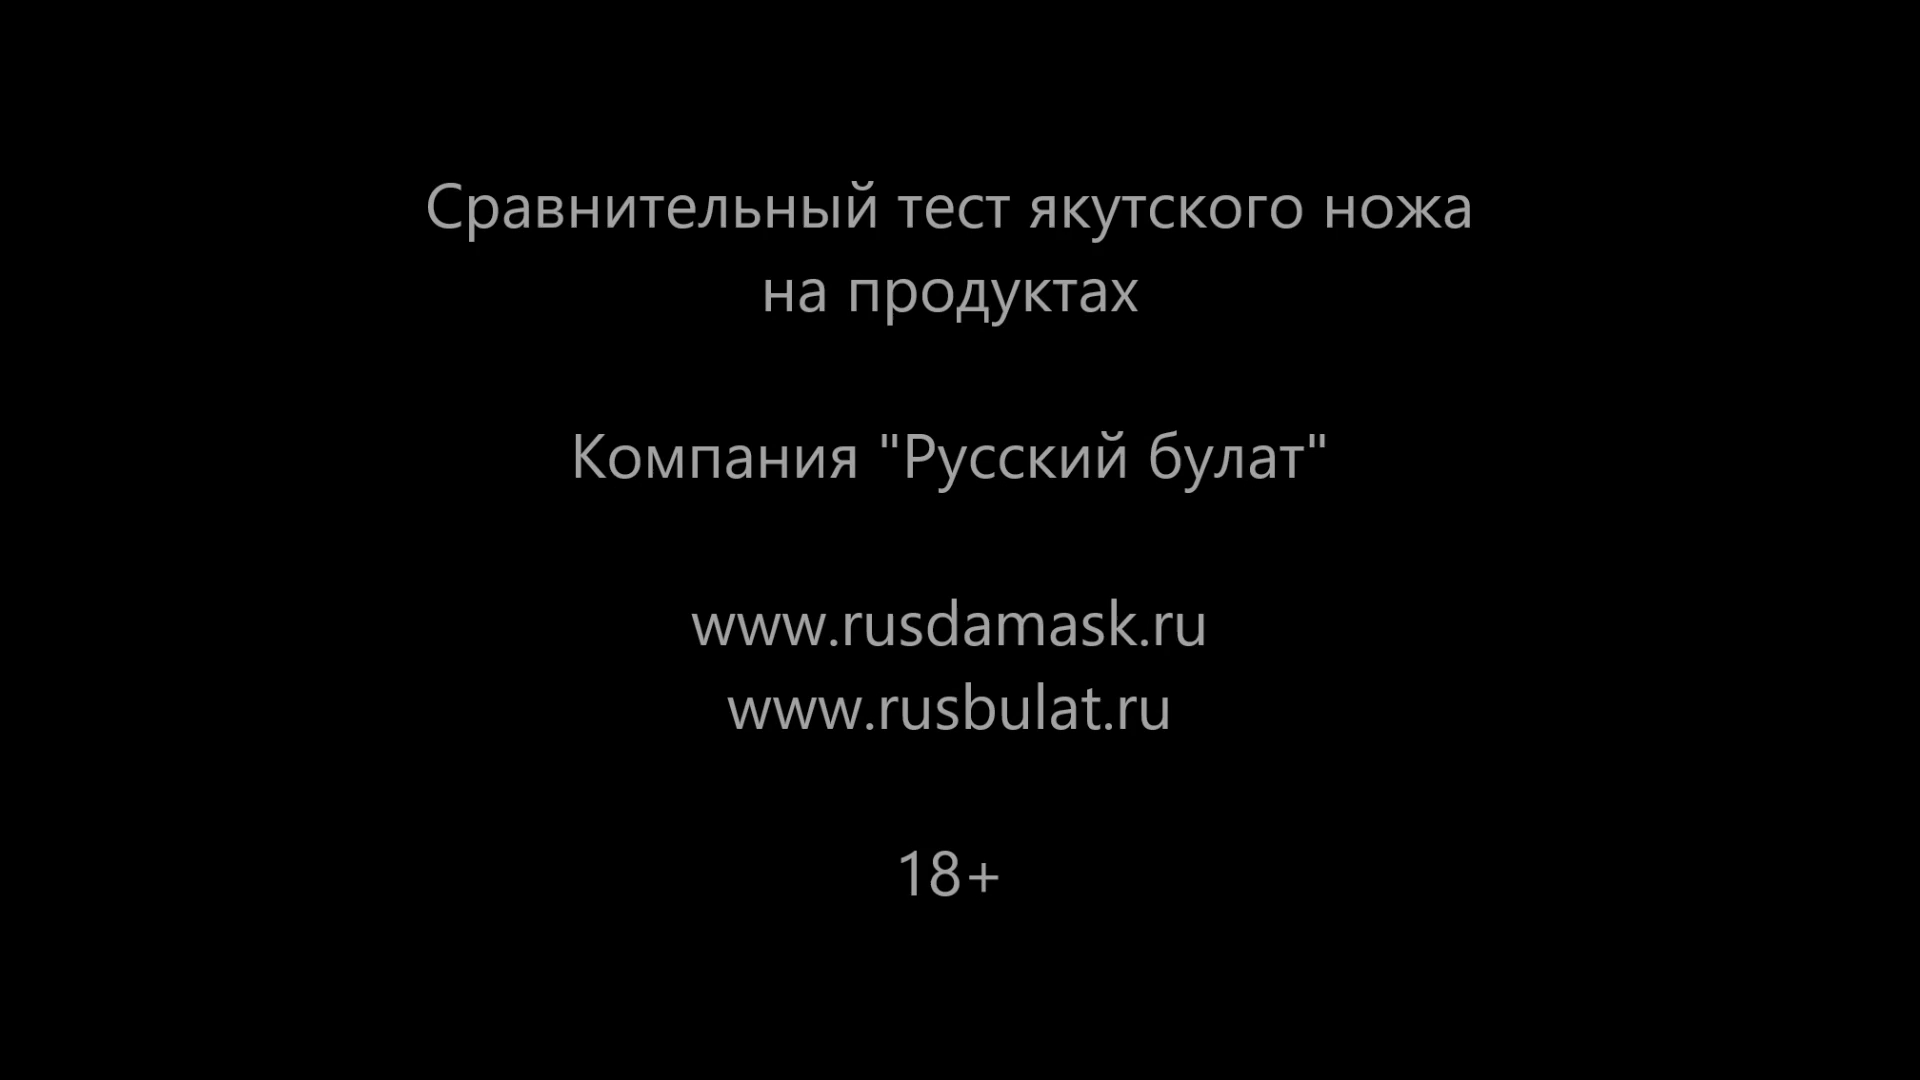 Сравнительный тест якутского ножа
на продуктах
Компания "Русский булат"
www.rusdamask.ru
www.rusbulat.ru
18+